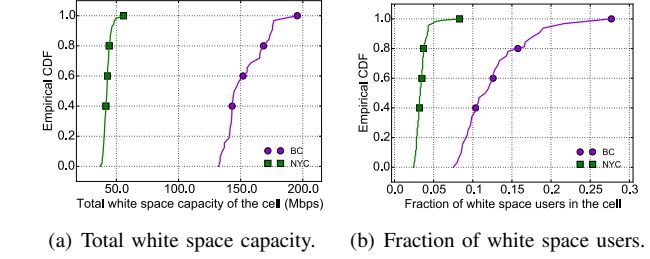 1.0
0.8
0.6
0.4
0.2
0.0
Empirical CDF
50.0 100.0 150.0 200.0
Total white space capacity of the cell (Mbps)
BC
NYC
(a) Total white space capacity.
1.0
0.8
0.6
0.4
0.2
0.0
Empirical CDF
0.0 0.05 0.1 0.15 0.2 0.25 0.3
Fraction of white space users in the cell
BC
NYC
(b) Fraction of white space users.